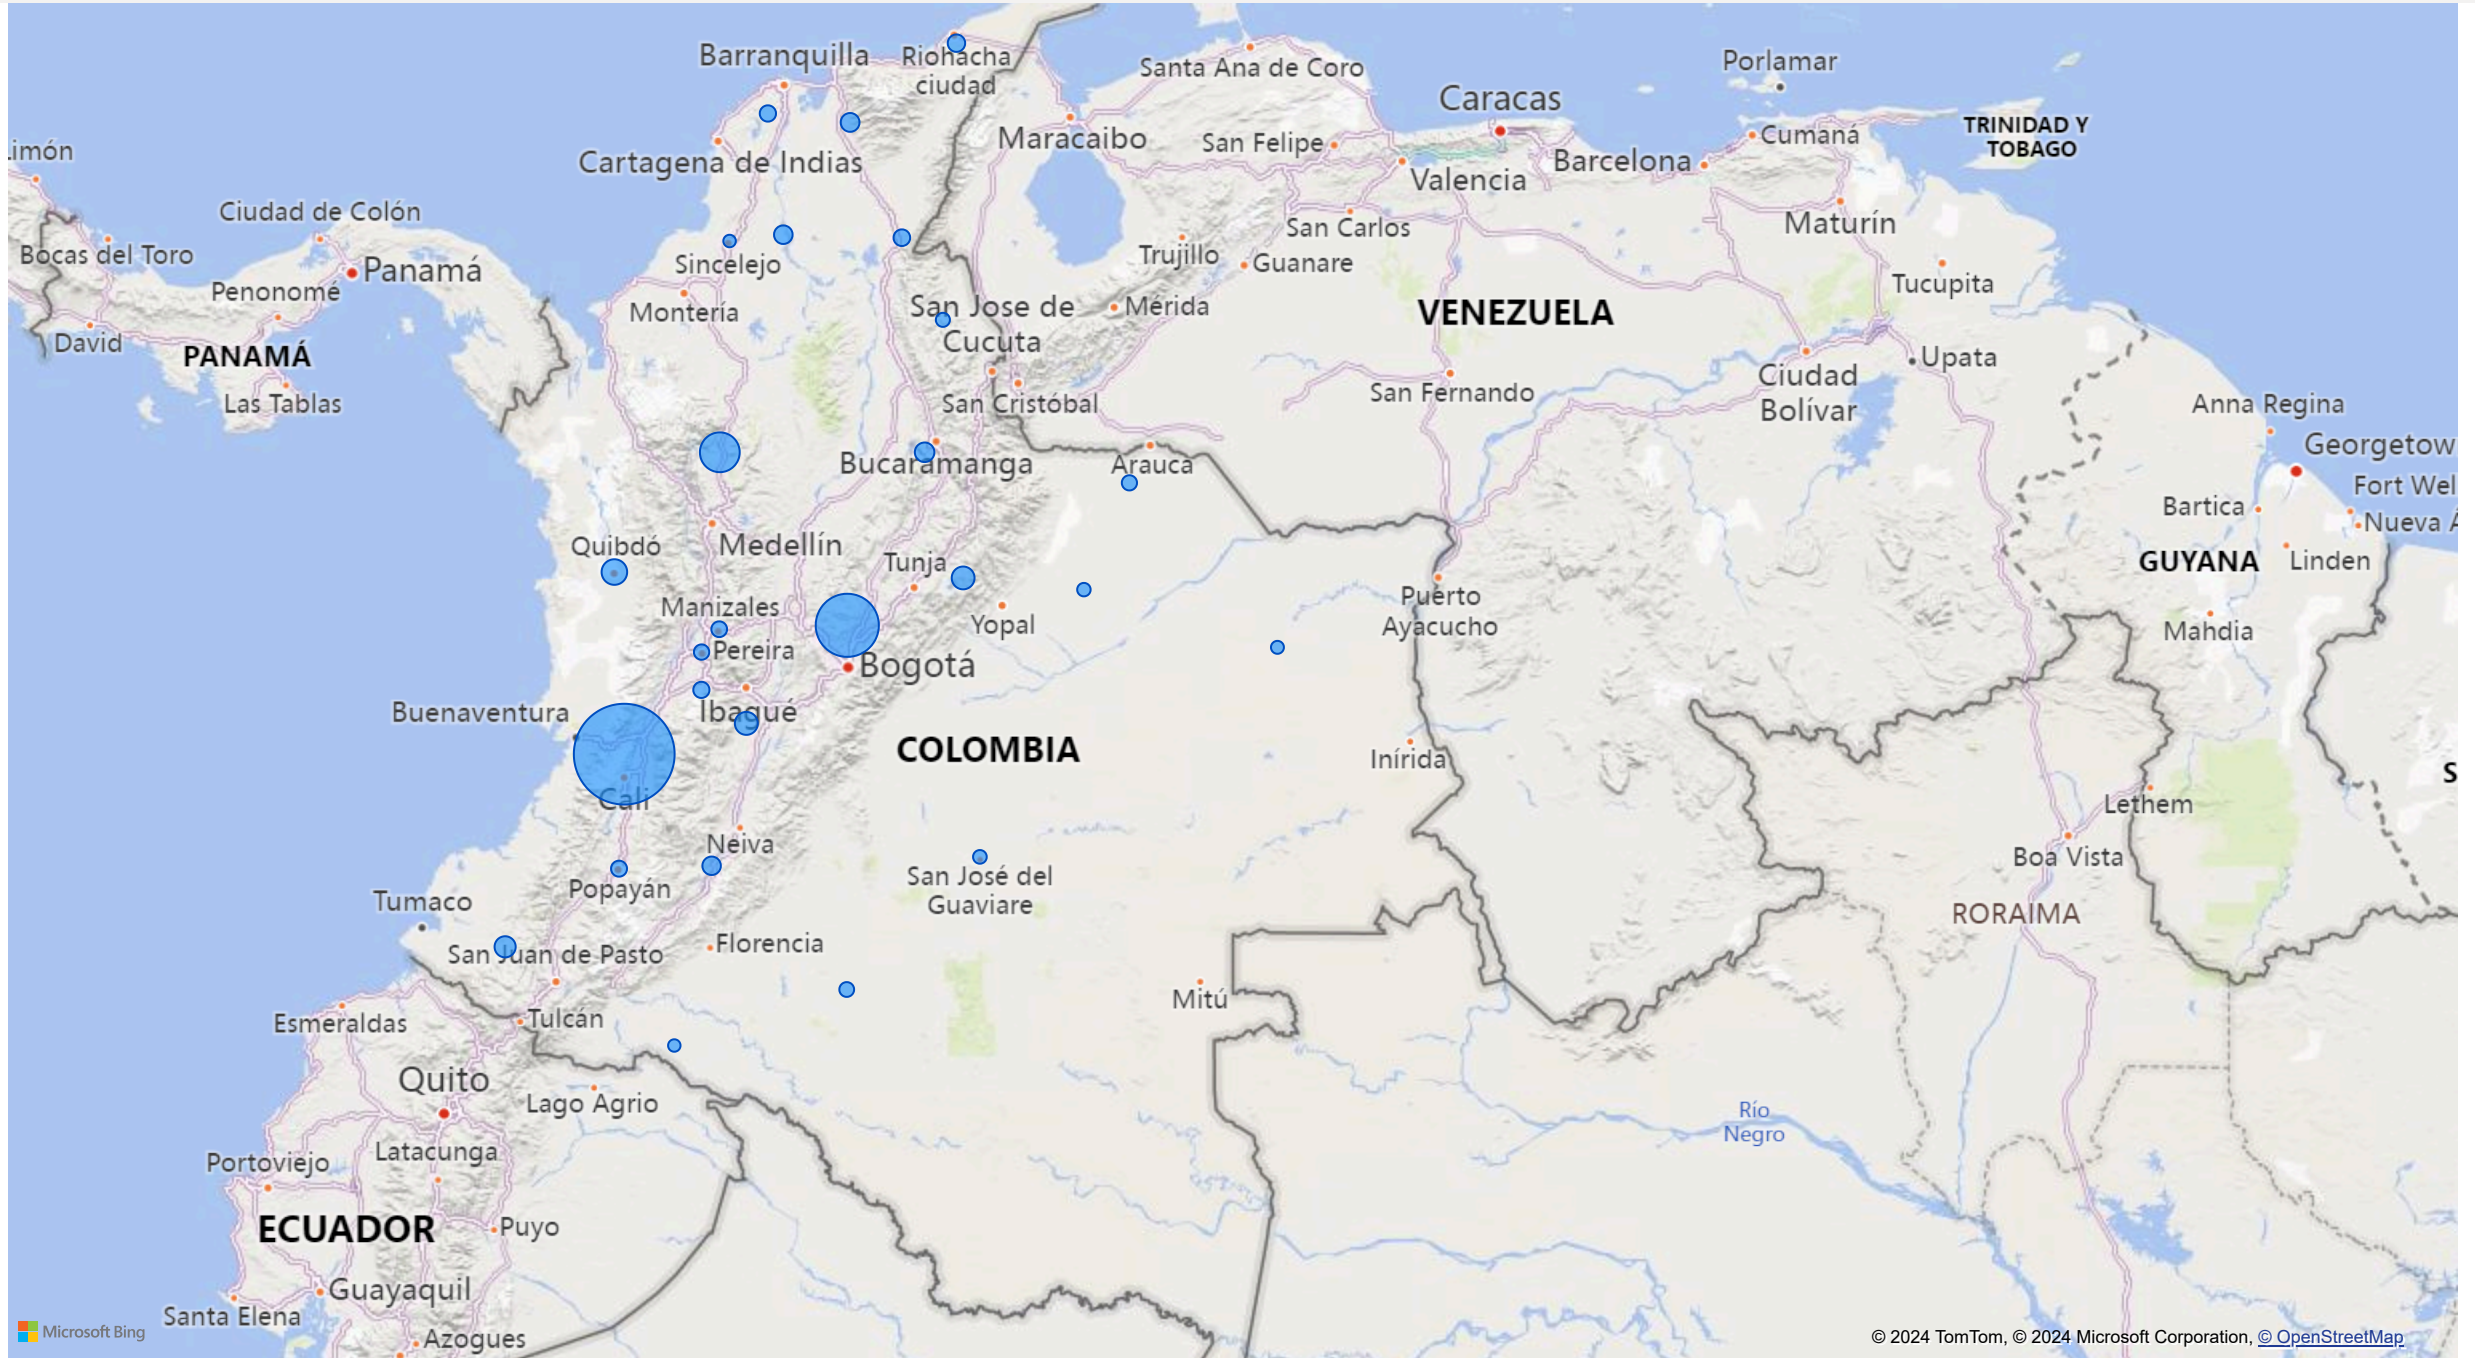 Barranquilla
Riohacha
ciudad
Santa Ana de Coro
Porlamar
Caracas
Maracaibo
San Felipe
Cumaná
TRINIDAD Y
TOBAGO
imón
Cartagena de Indias
Valencia
Barcelona
Ciudad de Colón
Maturín
San Carlos
Bocas del Toro
Panamá
Sincelejo
Trujillo
Guanare
Penonomé
Tucupita
Montería
San Jose de
Cucuta
Mérida
VENEZUELA
David
PANAMÁ
Upata
Ciudad
Bolívar
San Fernando
Las Tablas
San Cristóbal
Anna Regina
Georgetow
Bucaramanga
Arauca
Fort Wel
Bartica
Nueva Á
Quibdó
Medellín
Tunja
GUYANA
Linden
Manizales
Puerto
Ayacucho
Yopal
Mahdia
Pereira
Bogotá
Buenaventura
Ibagué
COLOMBIA
Inírida
S
Cali
Lethem
Neiva
Boa Vista
San José del
Guaviare
Popayán
Tumaco
RORAIMA
San Juan de Pasto
Florencia
Mitú
Esmeraldas
Tulcán
Quito
Lago Agrio
Río
Negro
Latacunga
Portoviejo
ECUADOR
Puyo
Guayaquil
Santa Elena
Azogues
Microsoft Bing
© 2024 TomTom, © 2024 Microsoft Corporation, © OpenStreetMap